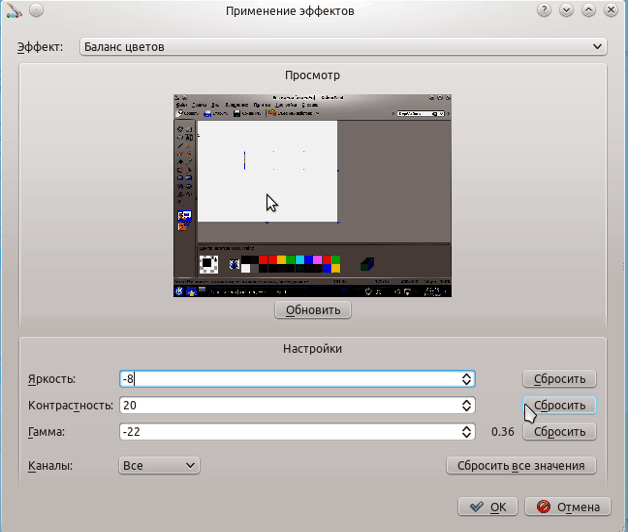 Применение эффектов
Эффект: Баланс цветов
Просмотр
Обновить
Настройки
Яркость: -8 Сбросить
Контрастность: 20 Сбросить
Гамма: -22 0.36 Сбросить
Каналы: Все Сбросить все значения
OK Отмена